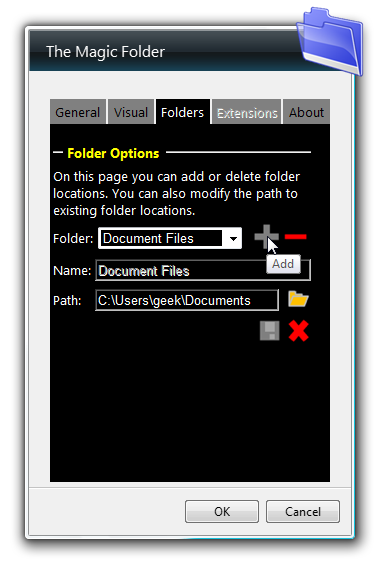 The Magic Folder
General Visual Folders Extensions About
Folder Options
On this page you can add or delete folder
locations. You can also modify the path to
existing folder locations.
Folder: Document Files
Add
Name: Document Files
Path: C:\Users\geek\Documents
OK Cancel